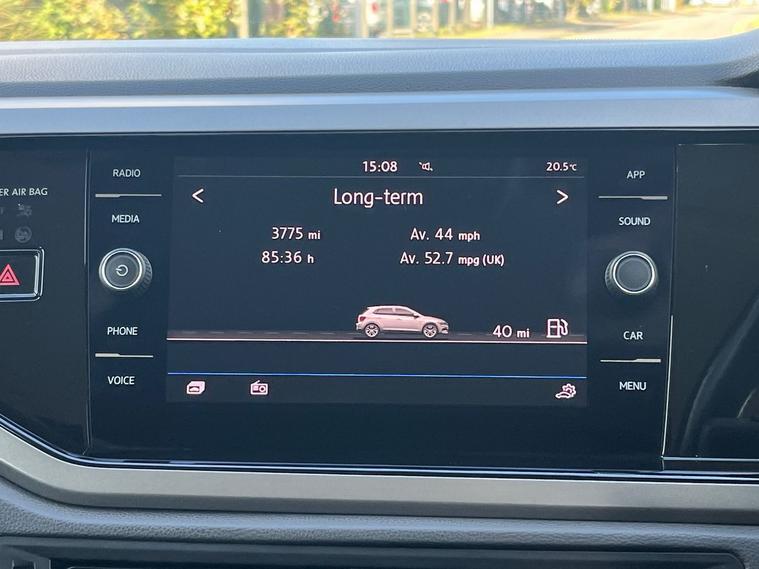 15:08
20.5°C
< Long-term >
3775 mi Av. 44 mph
85:36 h Av. 52.7 mpg (UK)
40 mi
RADIO
MEDIA
PHONE
VOICE
APP
SOUND
CAR
MENU
AIR BAG